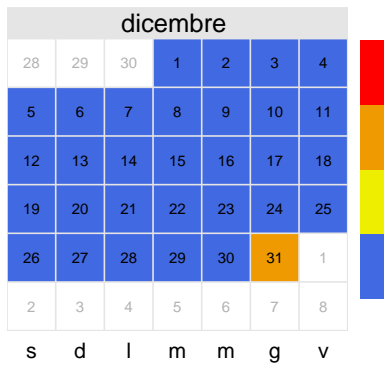 dicembre
28 29 30 1 2 3 4
5 6 7 8 9 10 11
12 13 14 15 16 17 18
19 20 21 22 23 24 25
26 27 28 29 30 31 1
2 3 4 5 6 7 8
s d l m m g v